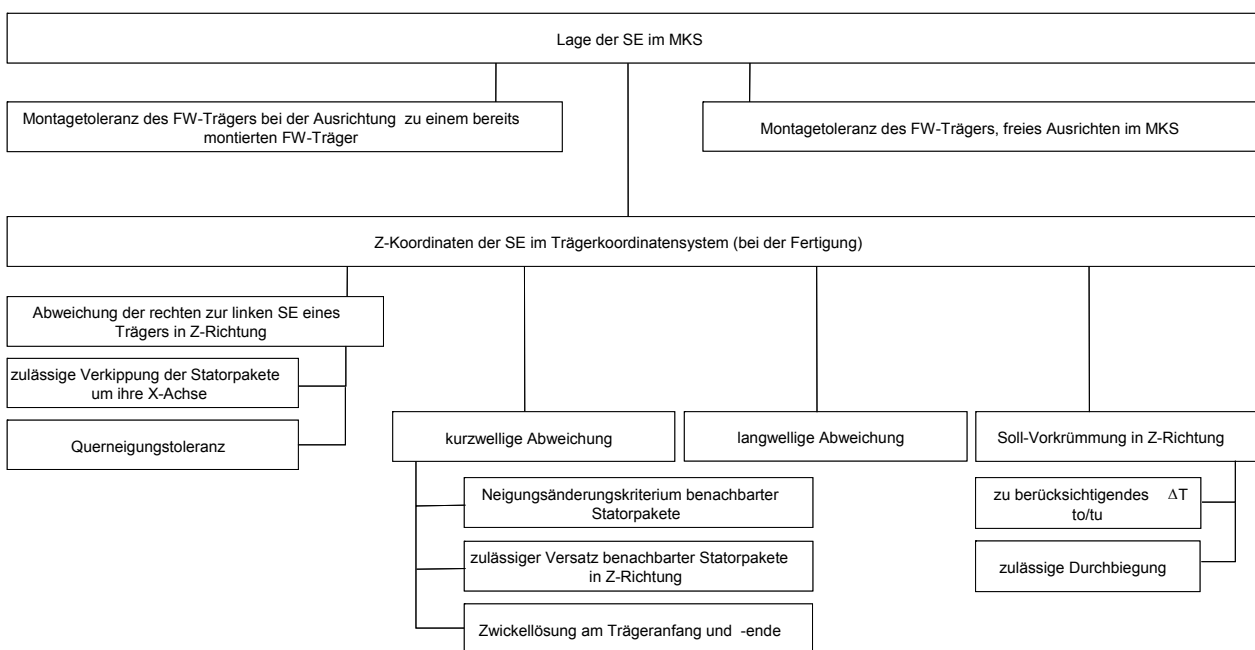 Lage der SE im MKS
Montagetoleranz des FW-Trägers bei der Ausrichtung zu einem bereits
montierten FW-Träger
Montagetoleranz des FW-Trägers, freies Ausrichten im MKS
Z-Koordinaten der SE im Trägerkoordinatensystem (bei der Fertigung)
Abweichung der rechten zur linken SE eines
Trägers in Z-Richtung
zulässige Verkippung der Statorpakete
um ihre X-Achse
Querneigungstoleranz
kurzwellige Abweichung
langwellige Abweichung
Soll-Vorkrümmung in Z-Richtung
Neigungsänderungskriterium benachbarter
Statorpakete
zulässiger Versatz benachbarter Statorpakete
in Z-Richtung
Zwickellösung am Trägeranfang und -ende
zu berücksichtigendes ΔT
to/tu
zulässige Durchbiegung